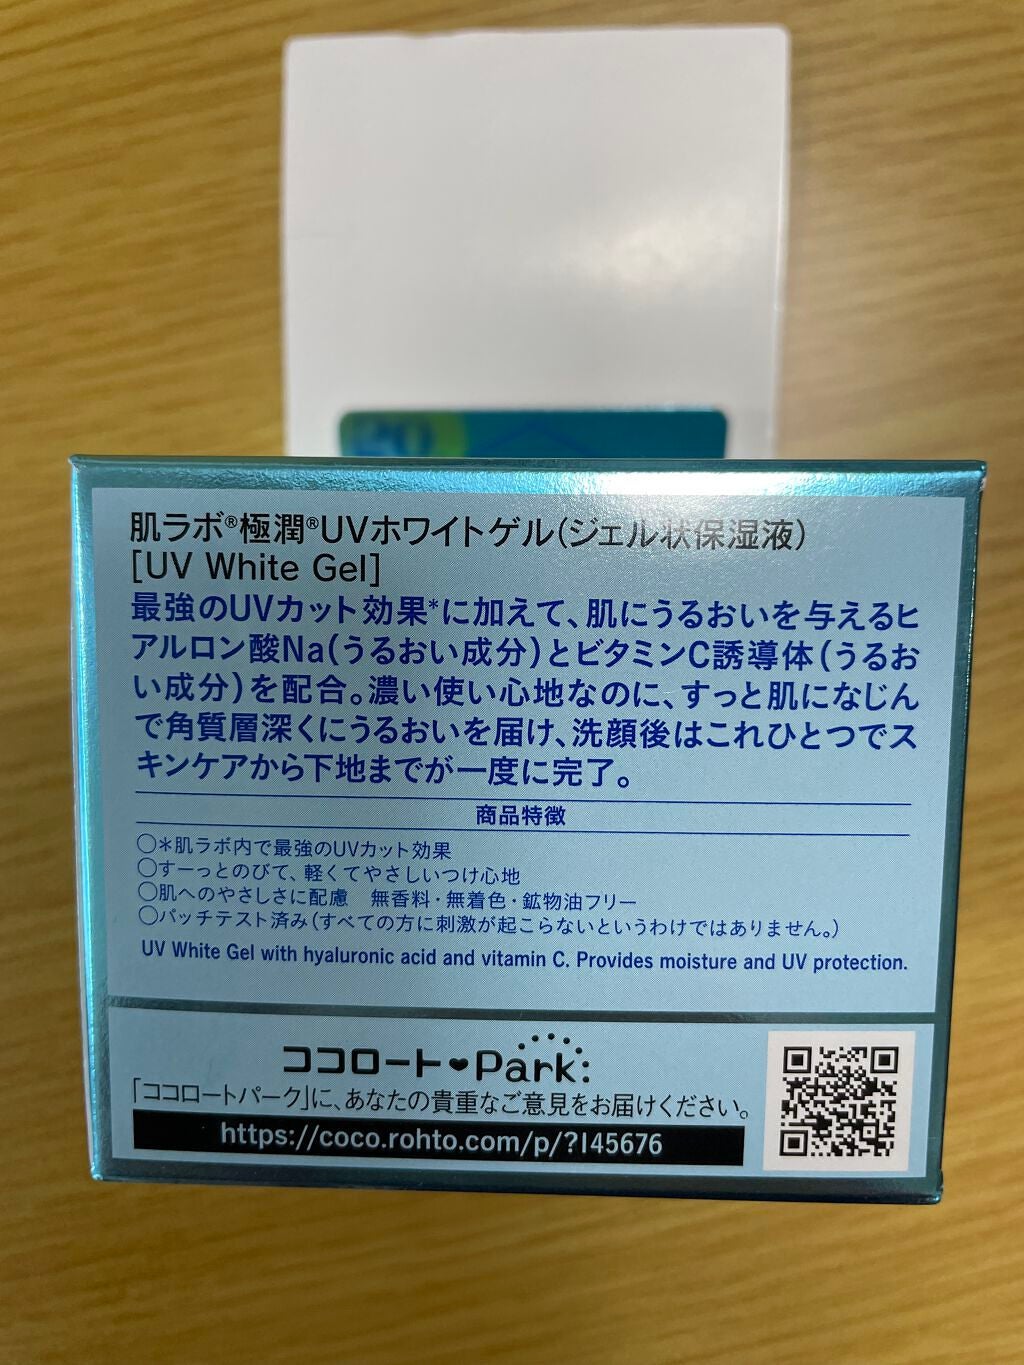 肌ラボ®極潤®UVホワイトゲル(ジェル状保湿液)
[UV White Gel]
最強のUVカット効果*に加えて、肌にうるおいを与えるヒ
アルロン酸Na(うるおい成分)とビタミンC誘導体(うるお
い成分)を配合。濃い使い心地なのに、すっと肌になじん
で角質層深くにうるおいを届け、洗顔後はこれひとつでス
キンケアから下地までが一度に完了。
商品特徴
○*肌ラボ内で最強のUVカット効果
○すーっとのびて、軽くてやさしいつけ心地
○肌へのやさしさに配慮　無香料・無着色・鉱物油フリー
○パッチテスト済み(すべての方に刺激が起こらないというわけではありません。)
UV White Gel with hyaluronic acid and vitamin C. Provides moisture and UV protection.
ココロート♥Park
「ココロートパーク」に、あなたの貴重なご意見をお届けください。
https://coco.rohto.com/p/?I45676